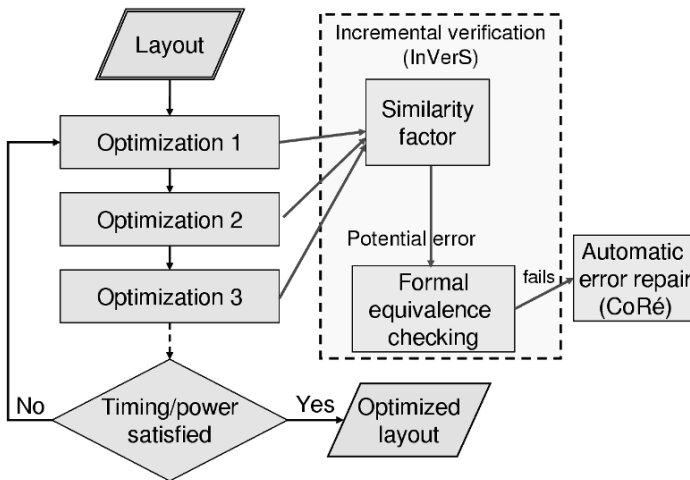 Layout
Optimization 1
Optimization 2
Optimization 3
No
Timing/power
satisfied
Yes
Optimized
layout
Incremental verification
(InVerS)
Similarity
factor
Potential error
Formal
equivalence
checking
fails
Automatic
error repair
(CoRé)